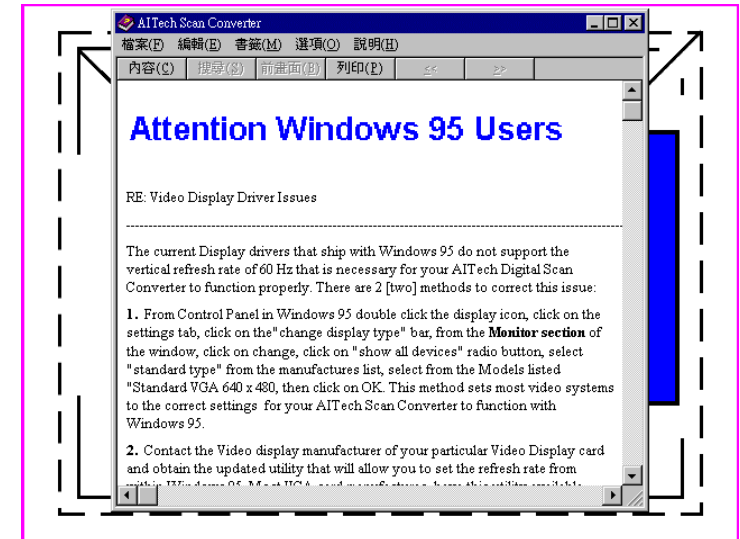 AITech Scan Converter
檔案(F) 編輯(E) 書籤(M) 選項(O) 說明(H)
內容(C) 搜尋(S) 前畫面(B) 列印(P) << >>
Attention Windows 95 Users
RE: Video Display Driver Issues
The current Display drivers that ship with Windows 95 do not support the
vertical refresh rate of 60 Hz that is necessary for your AITech Digital Scan
Converter to function properly. There are 2 [two] methods to correct this issue:
1. From Control Panel in Windows 95 double click the display icon, click on the
settings tab, click on the"change display type" bar, from the Monitor section of
the window, click on change, click on "show all devices" radio button, select
"standard type" from the manufactures list, select from the Models listed
"Standard VGA 640 x 480, then click on OK. This method sets most video systems
to the correct settings for your AITech Scan Converter to function with
Windows 95.
2. Contact the Video display manufacturer of your particular Video Display card
and obtain the updated utility that will allow you to set the refresh rate from